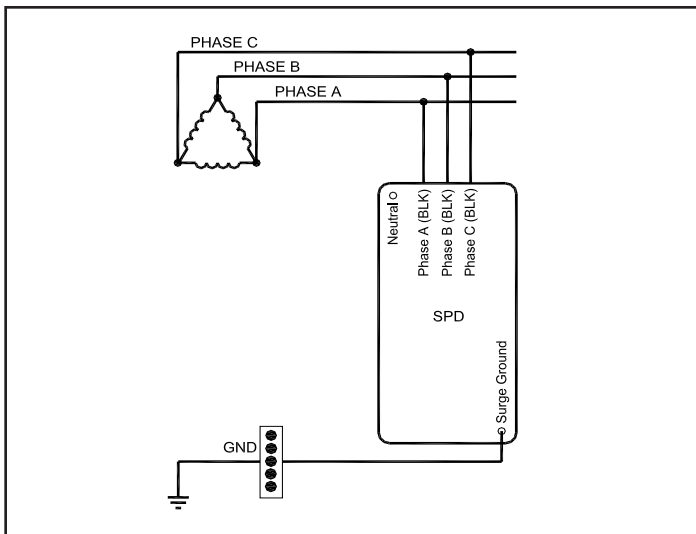 PHASE C
PHASE B
PHASE A
Neutral
Phase A (BLK)
Phase B (BLK)
Phase C (BLK)
SPD
Surge Ground
GND